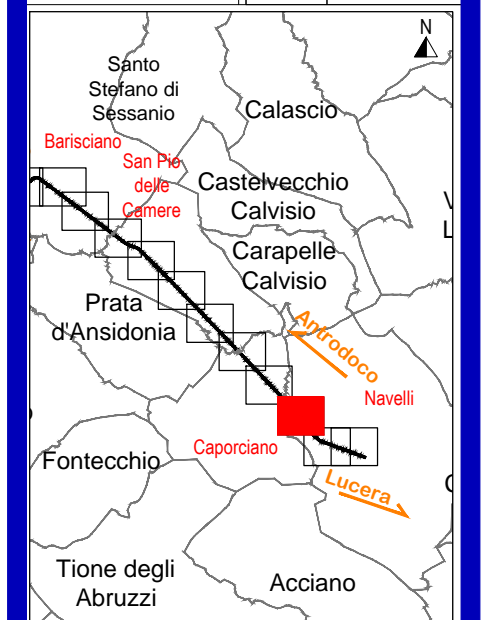 N
Santo
Stefano di
Sessanio
Calascio
Barisciano
San Pio
delle
Camere
Castelvecchio
Calvisio
Carapelle
Calvisio
Prata
d'Ansidonia
Antrodoco
Navelli
Caporciano
Fontecchio
Lucera
Tione degli
Abruzzi
Acciano